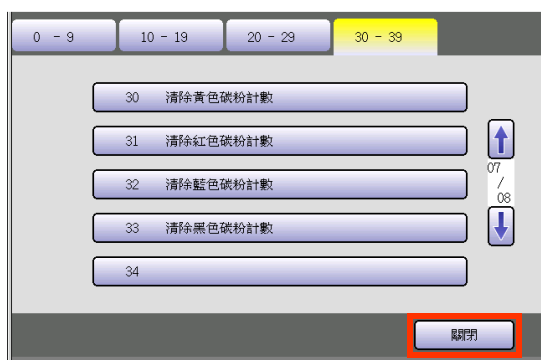 0 - 9
10 - 19
20 - 29
30 - 39
30 清除黃色碳粉計數
31 清除紅色碳粉計數
32 清除藍色碳粉計數
33 清除黑色碳粉計數
34
07
/
08
關閉